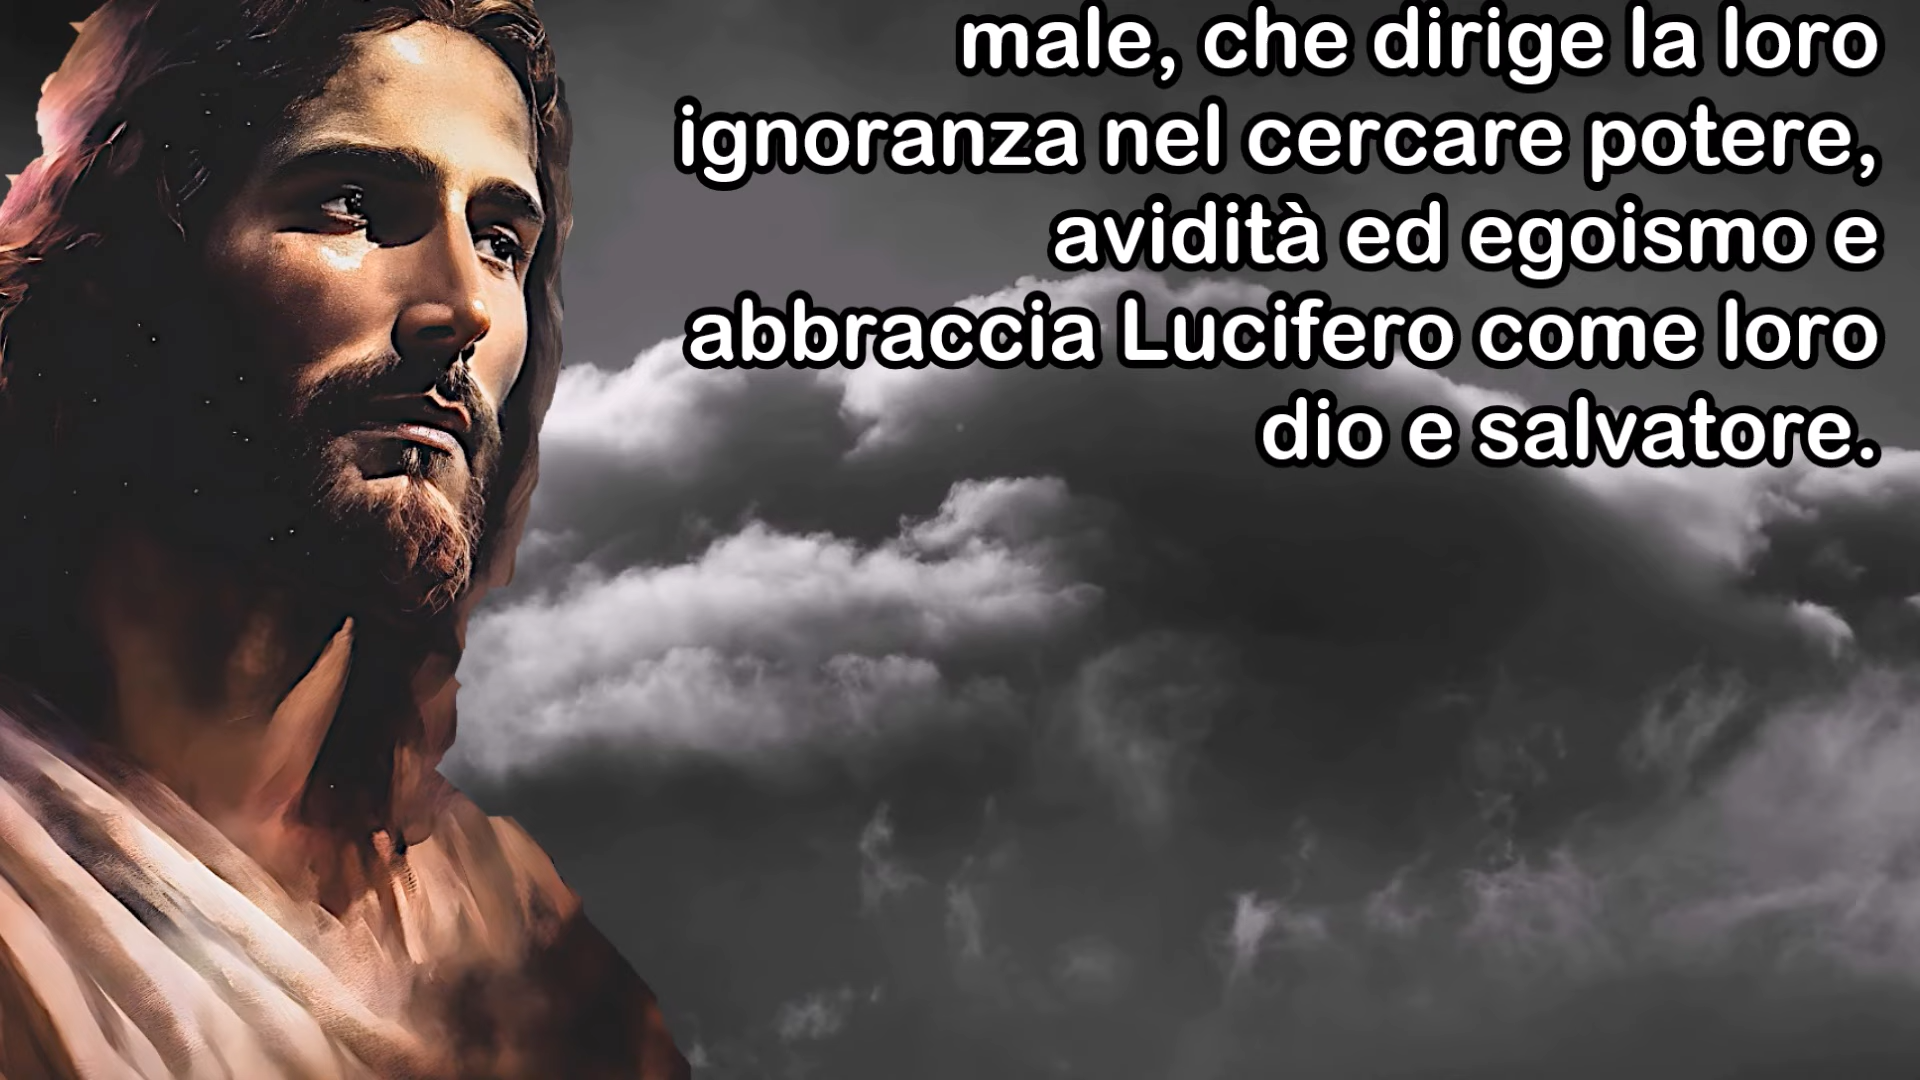 male, che dirige la loro
ignoranza nel cercare potere,
avidità ed egoismo e
abbraccia Lucifero come loro
dio e salvatore.